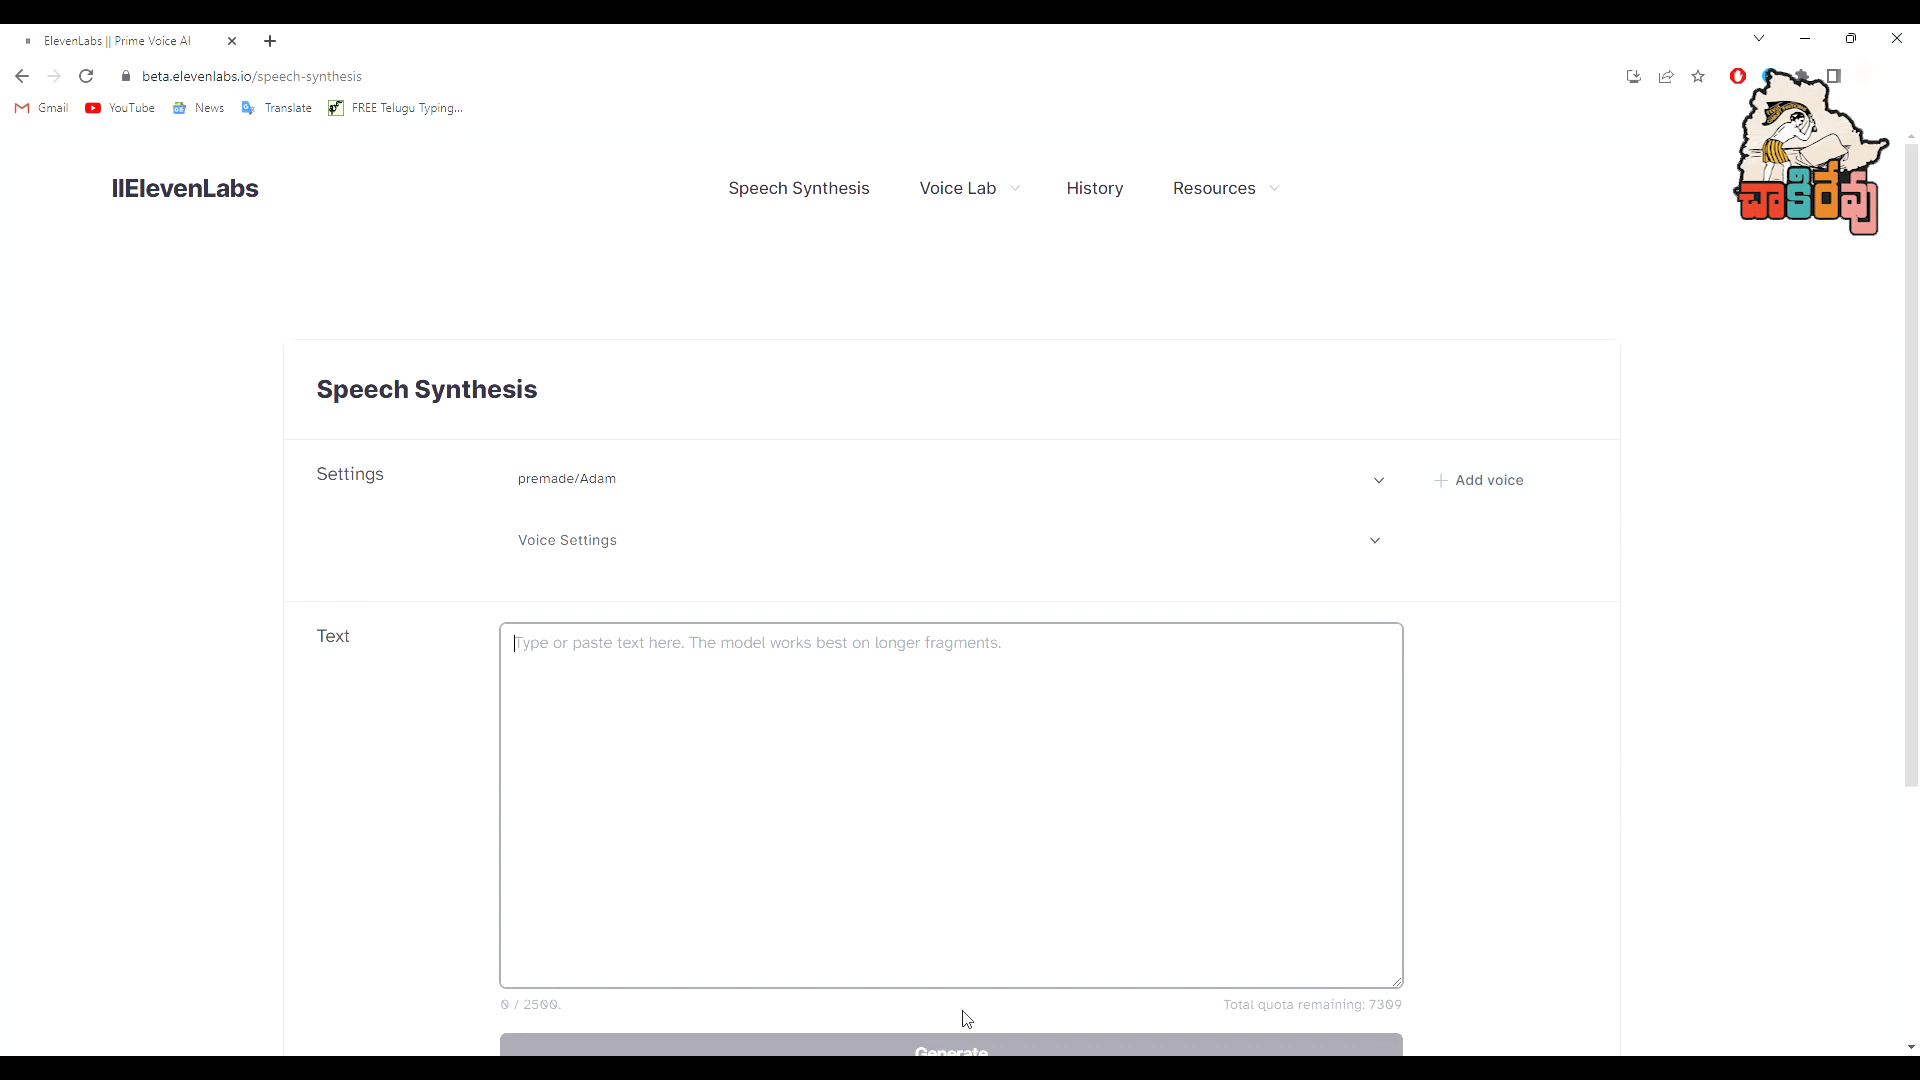 ElevenLabs || Prime Voice AI
beta.elevenlabs.io/speech-synthesis
Gmail YouTube News Translate FREE Telugu Typing...
చాకిరేవు
IIElevenLabs Speech Synthesis Voice Lab History Resources
Speech Synthesis
Settings premade/Adam Add voice
Voice Settings
Text Type or paste text here. The model works best on longer fragments.
0 / 2500. Total quota remaining: 7309
Generate